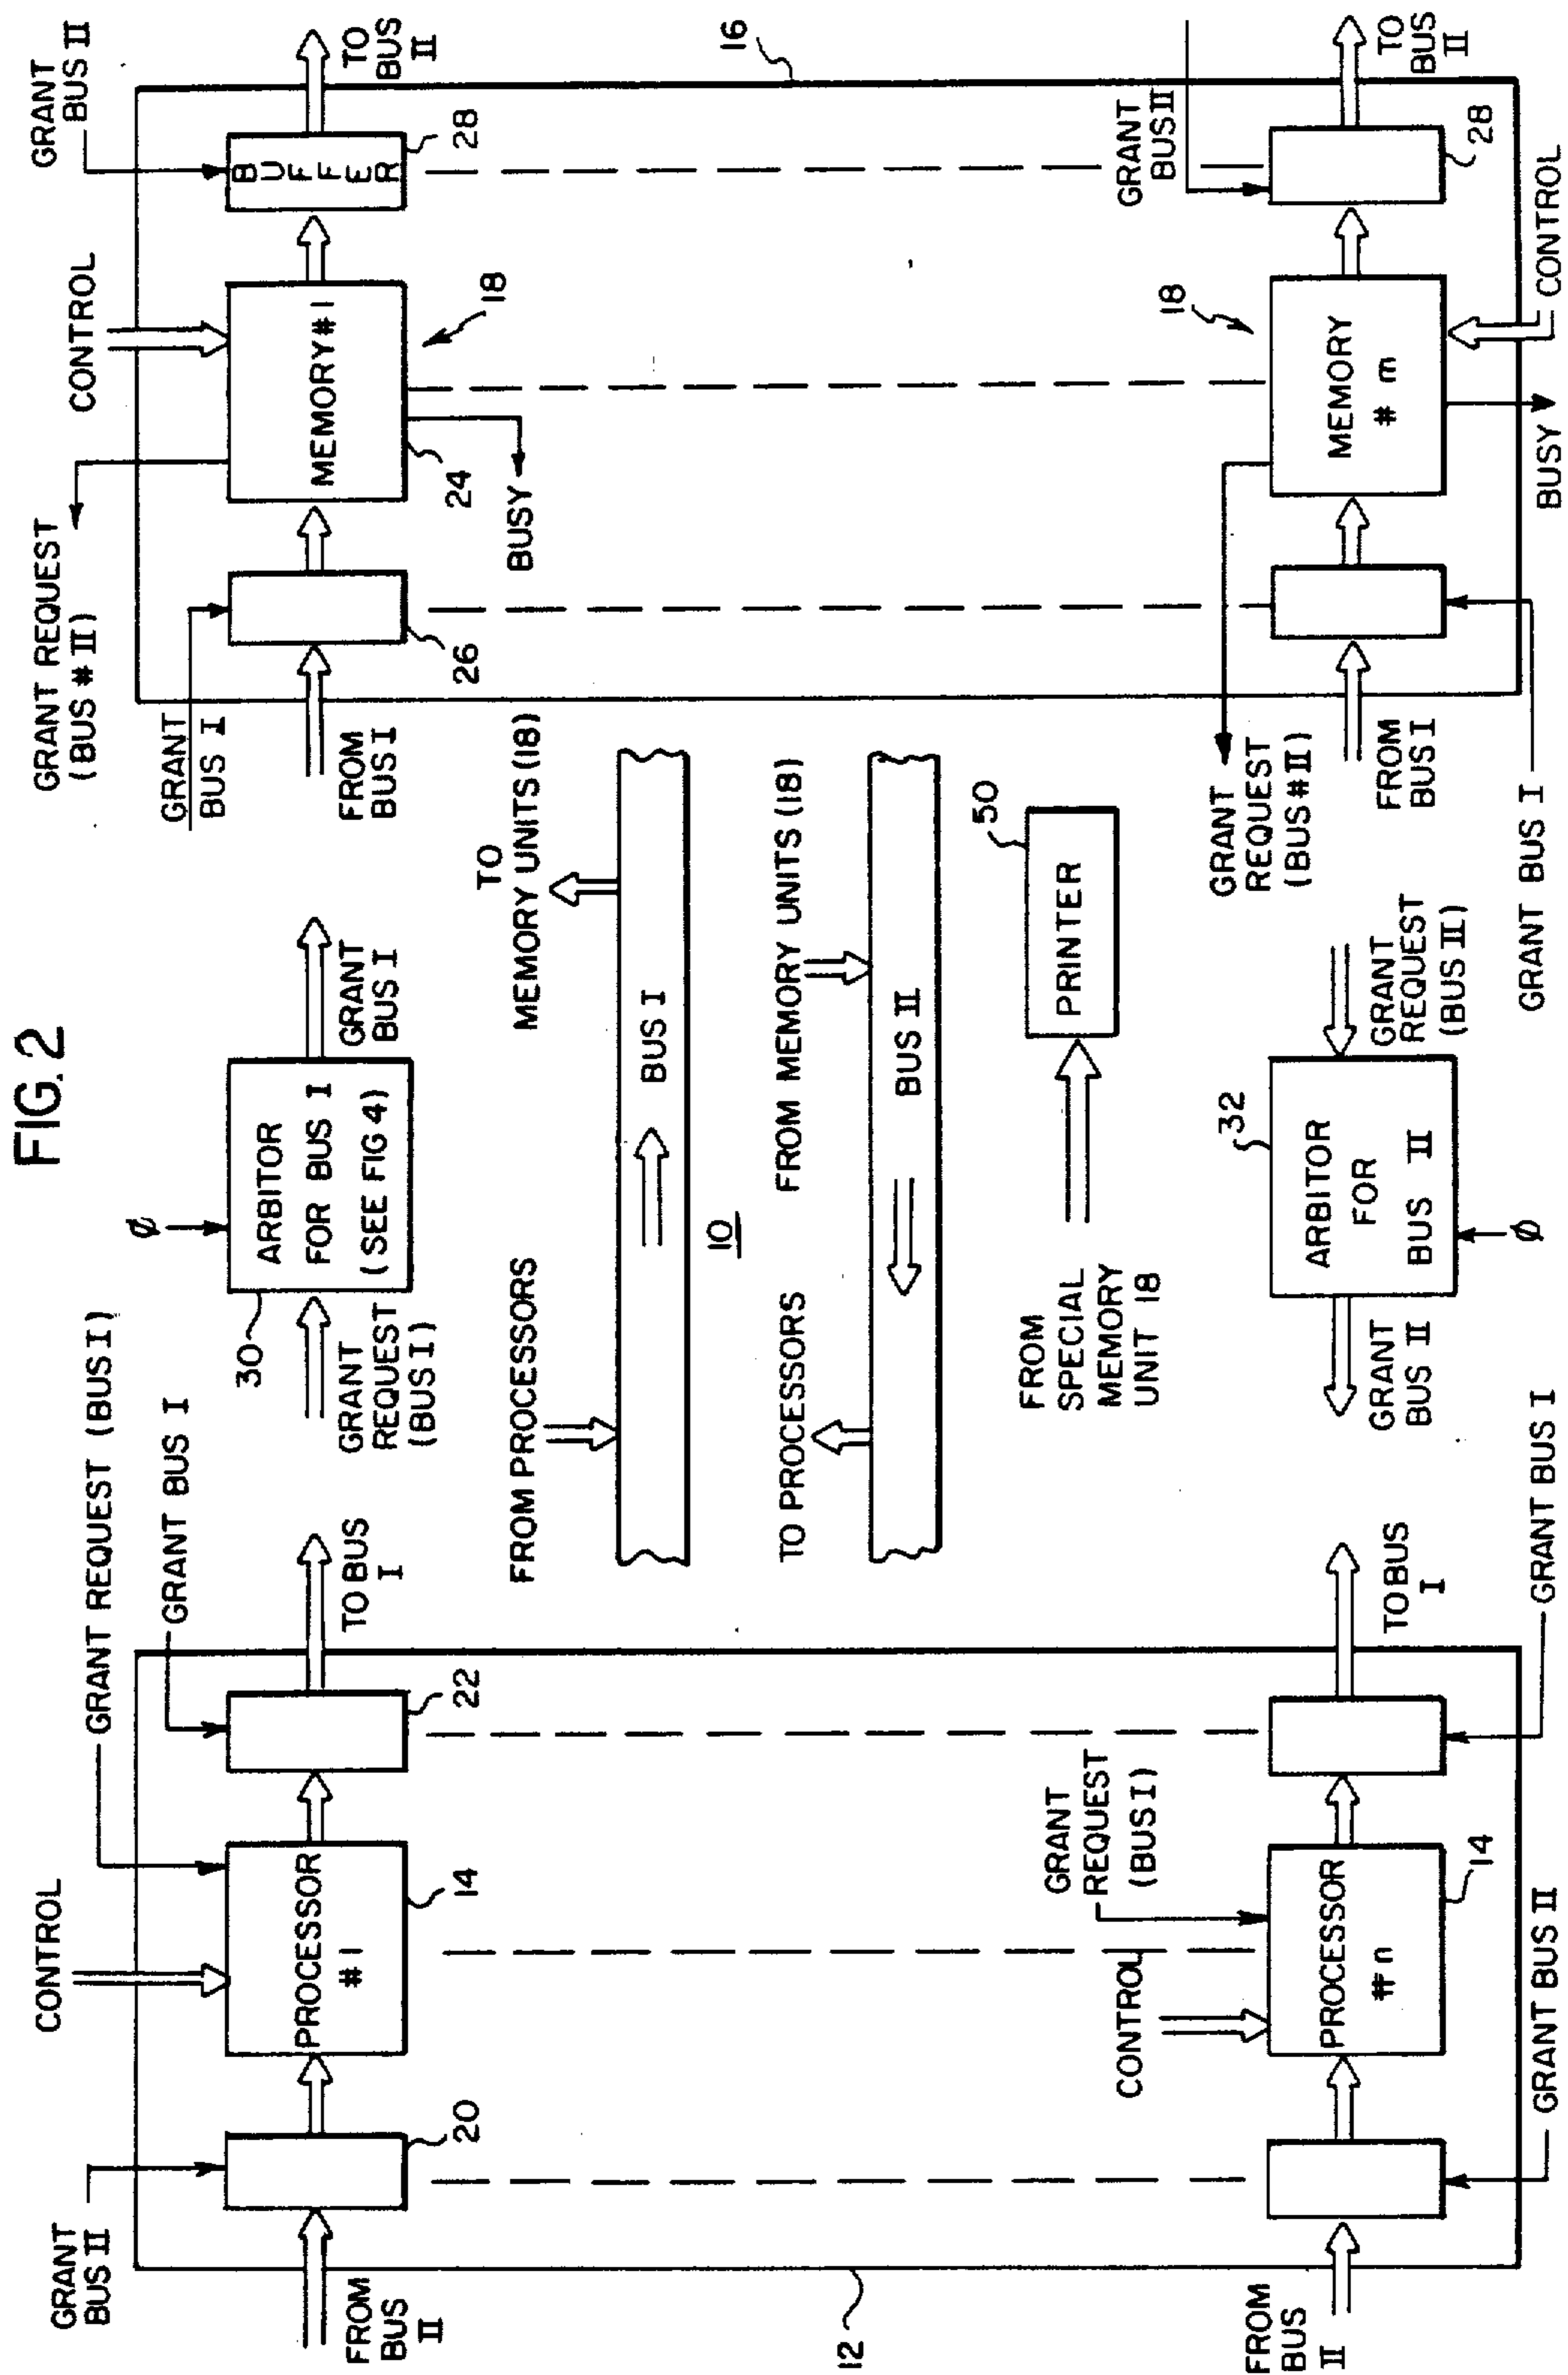 FIG. 2
CONTROL
GRANT REQUEST (BUS I)
GRANT BUS I
GRANT
BUS II
FROM
BUS
II
20
PROCESSOR
#1
14
22
TO BUS
I
12
GRANT
REQUEST
(BUS I)
CONTROL
FROM
BUS
II
PROCESSOR
#n
14
TO BUS
I
GRANT BUS II
GRANT BUS I
Ø
ARBITOR
FOR BUS I
(SEE FIG 4)
30
GRANT
REQUEST
(BUS I)
GRANT
BUS I
FROM PROCESSORS
TO
MEMORY UNITS (18)
BUS I
10
TO PROCESSORS
FROM MEMORY UNITS (18)
BUS II
FROM
SPECIAL
MEMORY
UNIT 18
PRINTER
50
32
ARBITOR
FOR
BUS II
GRANT
BUS II
GRANT
REQUEST
(BUS II)
Ø
GRANT REQUEST
(BUS # II)
CONTROL
GRANT
BUS II
GRANT
BUS I
FROM
BUS I
26
MEMORY #1
24
BUSY
18
BUFFER
28
TO
BUS
II
16
GRANT
BUS II
18
GRANT
REQUEST
(BUS # II)
FROM
BUS I
MEMORY
# m
28
TO
BUS
II
GRANT BUS I
BUSY
CONTROL